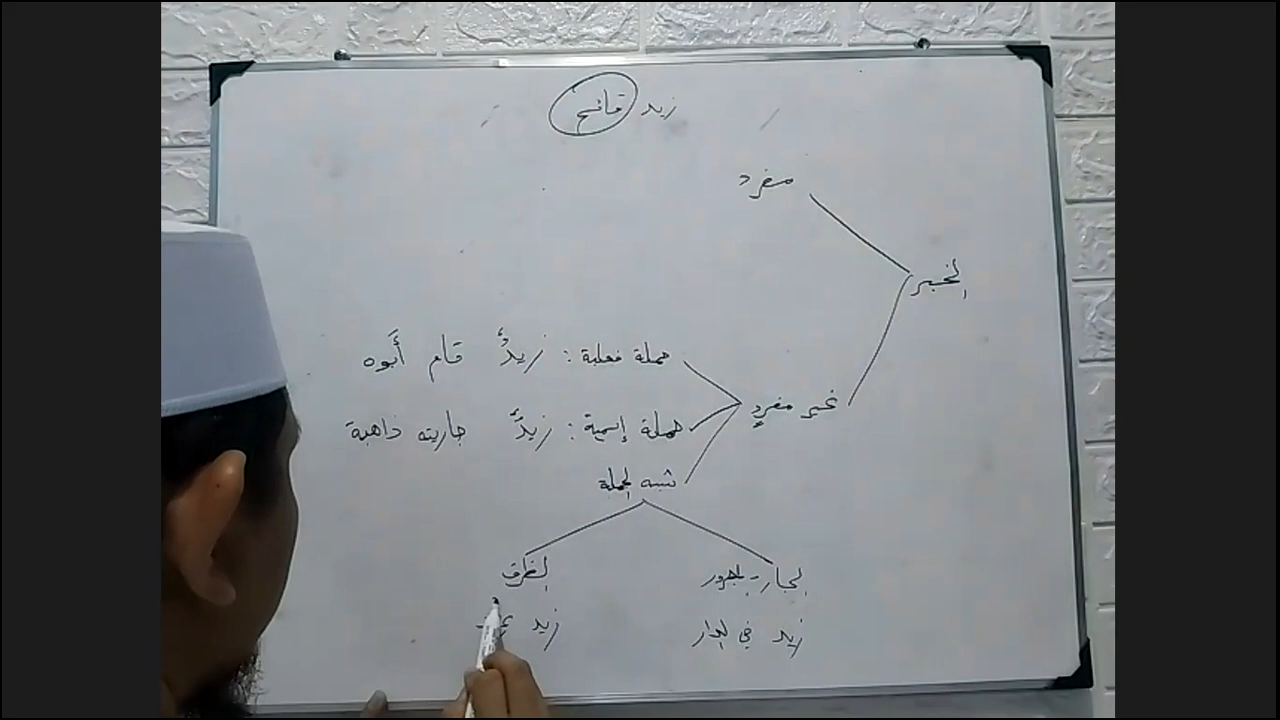 زيد قائم
مفرد
الخبر
جملة فعلية : زيدٌ قام أَبوه
غير مفردٍ
جملة إسمية : زيدٌ جاريته ذاهبة
شبه الجملة
الجار والمجرور
الظرف
زيد في الدار
زيد